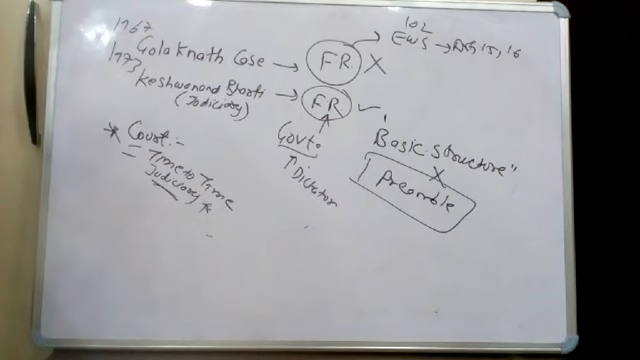 1967
Golaknath Case → FR X
102
EWS → Art 15, 16
1973
Keshwanand Bharti → FR ✓
(Judiciary)
Govt.
↑ Dictator
"Basic Structure"
X
Preamble
* Court:-
Time to Time
Judiciary *